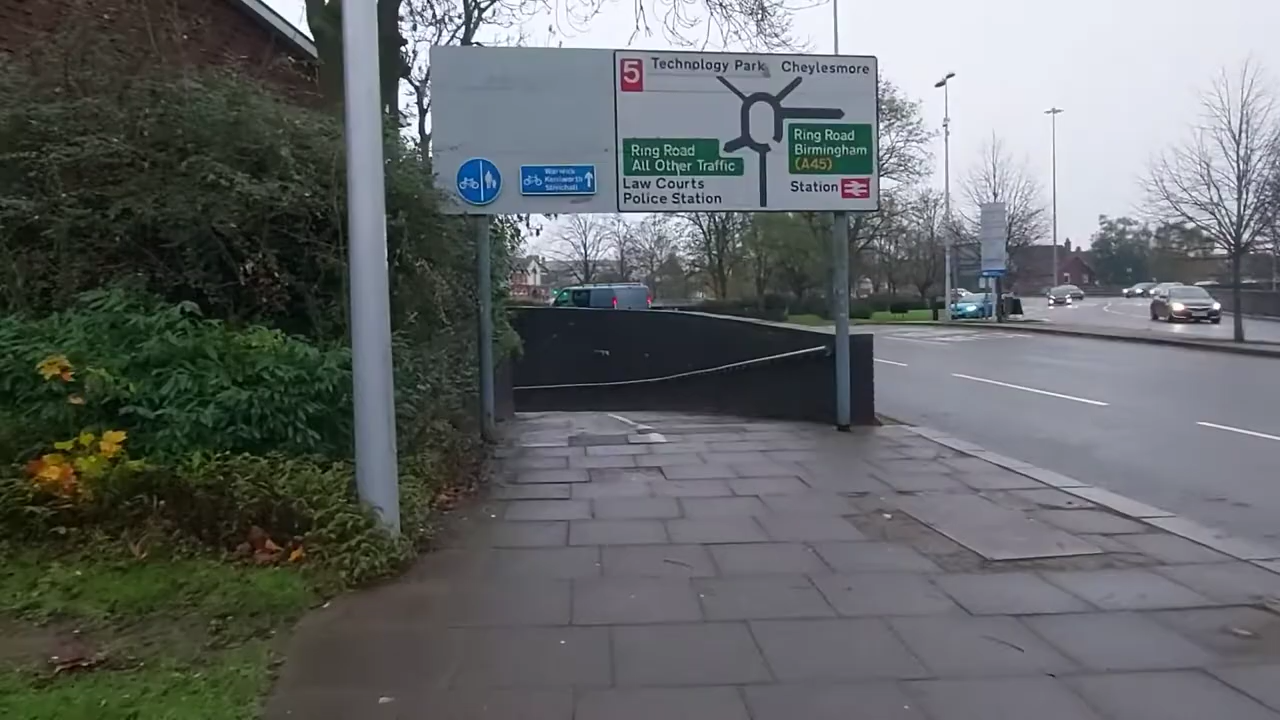 5
Technology Park
Cheylesmore
Ring Road
All Other Traffic
Law Courts
Police Station
Ring Road
Birmingham
(A45)
Station
Warwick
Kenilworth
Stivichall